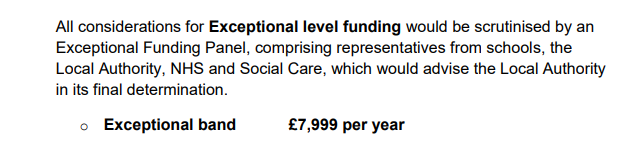 All considerations for Exceptional level funding would be scrutinised by an
Exceptional Funding Panel, comprising representatives from schools, the
Local Authority, NHS and Social Care, which would advise the Local Authority
in its final determination.
o Exceptional band £7,999 per year